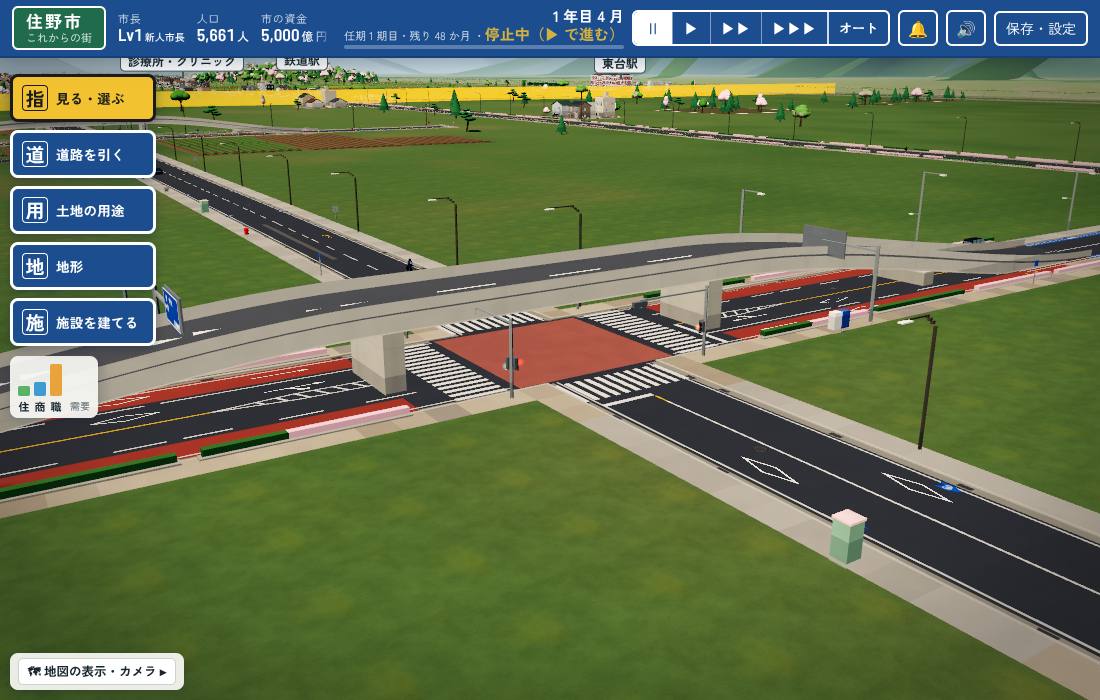 住野市
これからの街
市長
Lv1 新人市長
人口
5,661 人
市の資金
5,000 億 円
任期 1 期目・残り 48 か月 ・停止中（▶ で進む）
1 年目 4 月
オート
保存・設定
診療所・クリニック
鉄道駅
東台駅
指 見る・選ぶ
道 道路を引く
用 土地の用途
地 地形
施 施設を建てる
住 商 職 需要
地図の表示・カメラ ▸